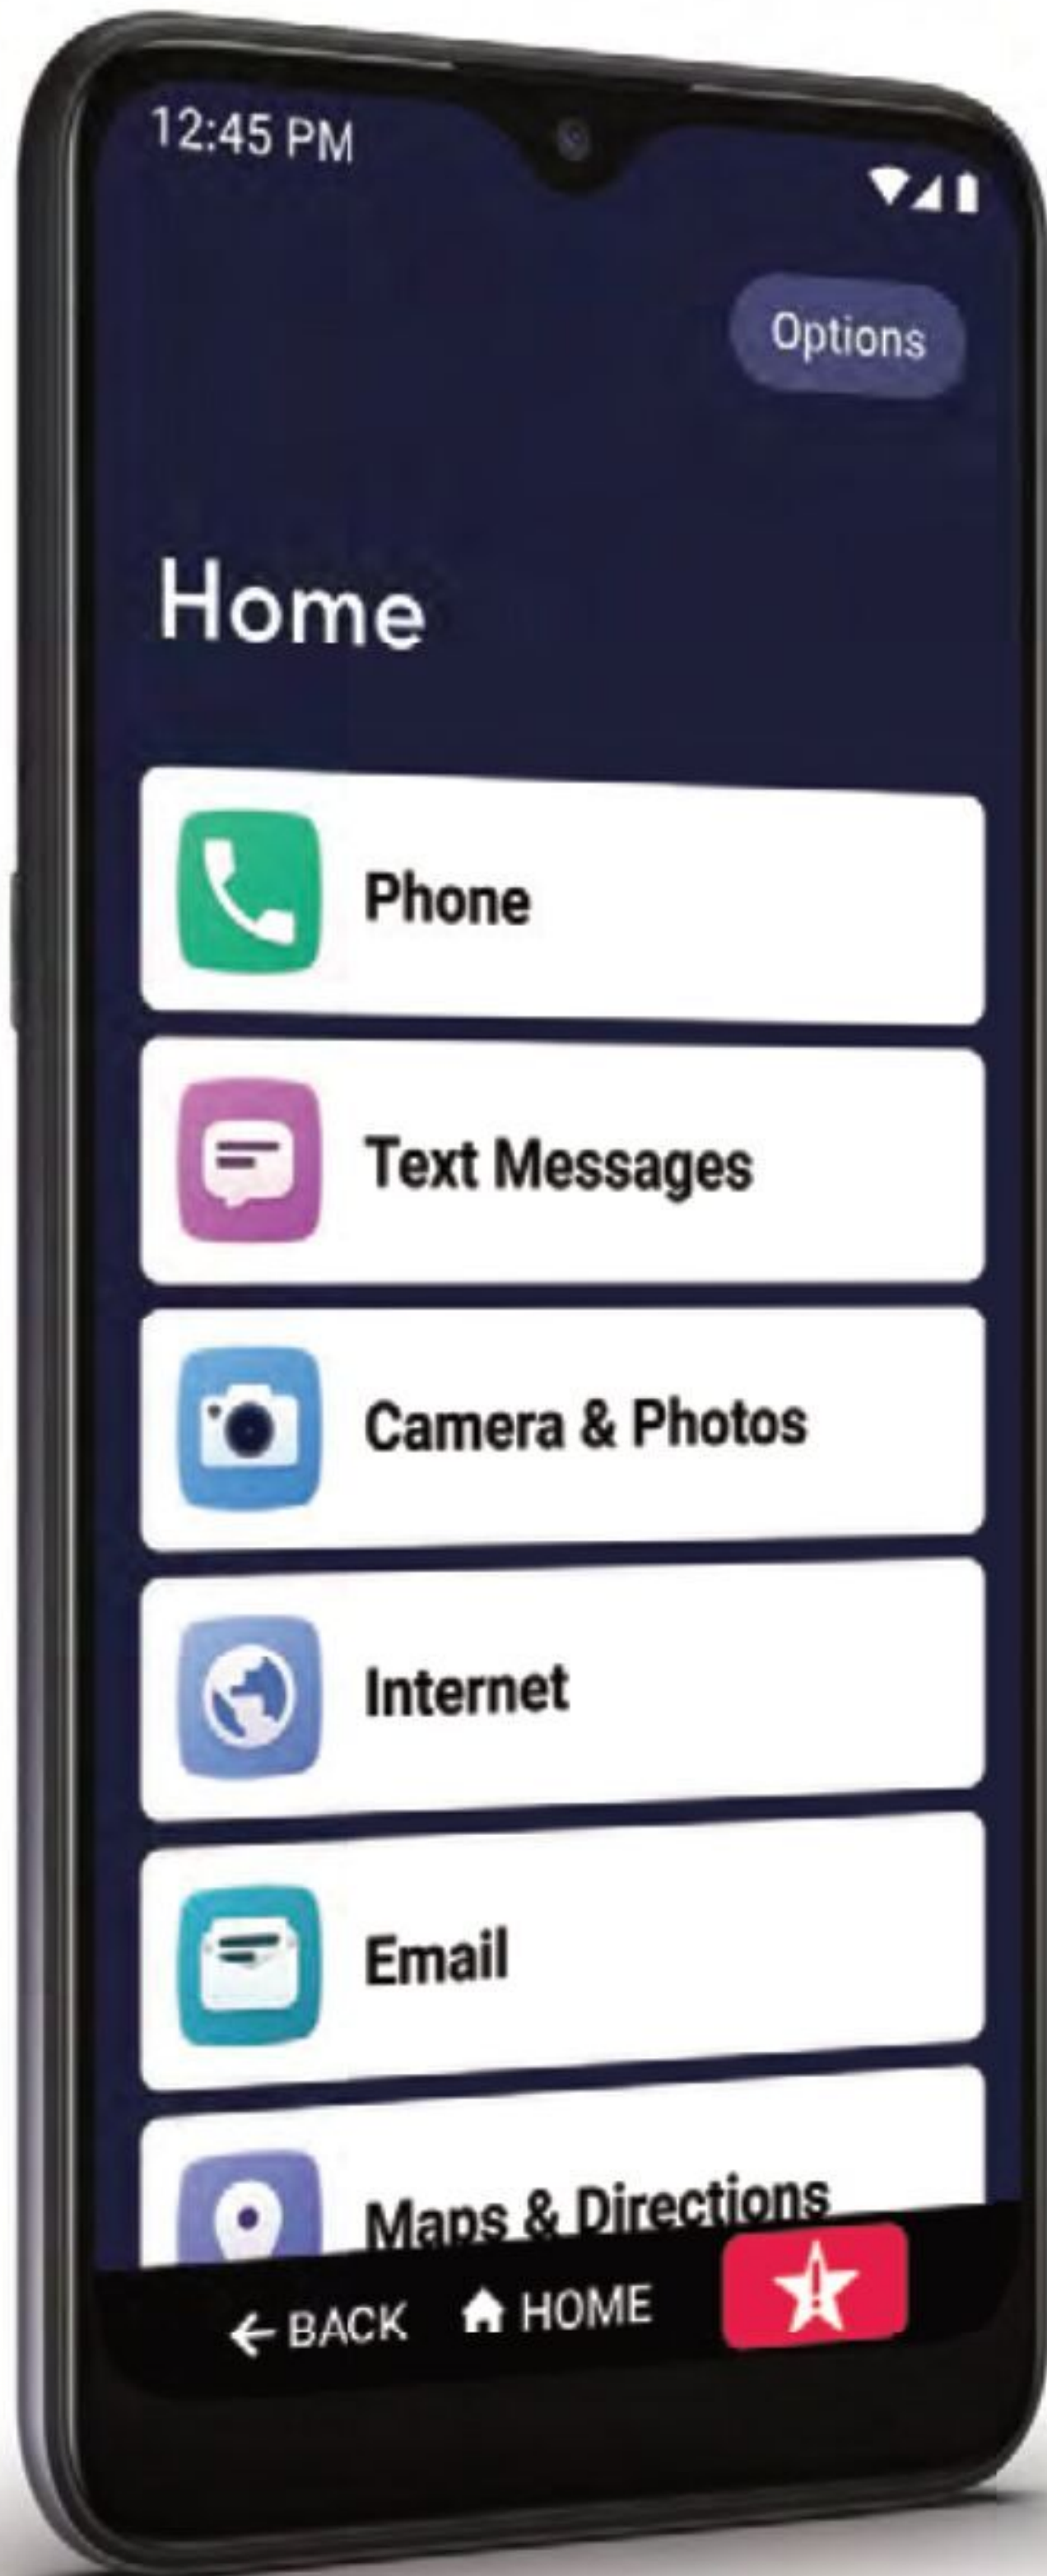 12:45 PM
Options
Home
Phone
Text Messages
Camera & Photos
Internet
Email
Maps & Directions
BACK HOME